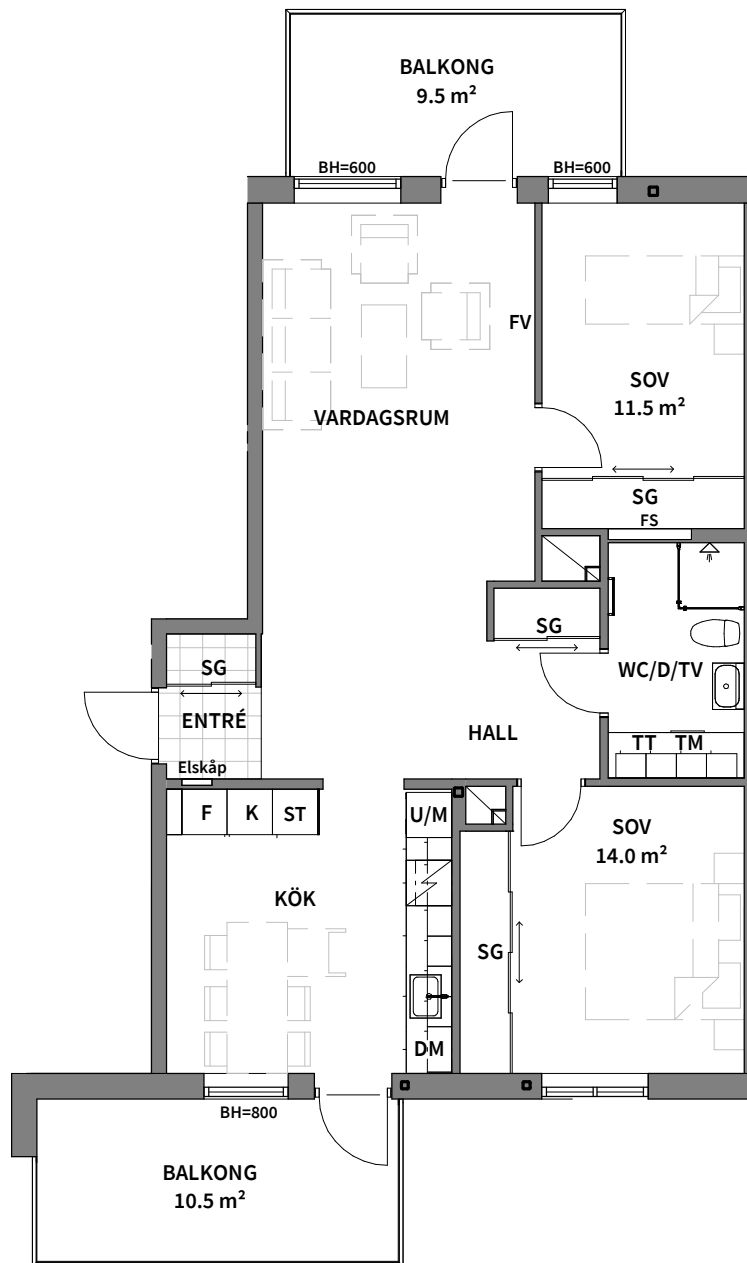 BALKONG
9.5 m²
BH=600
BH=600
FV
SOV
11.5 m²
VARDAGSRUM
SG
FS
SG
SG
WC/D/TV
ENTRÉ
HALL
TT TM
Elskåp
F K ST
U/M
SOV
14.0 m²
KÖK
SG
DM
BH=800
BALKONG
10.5 m²